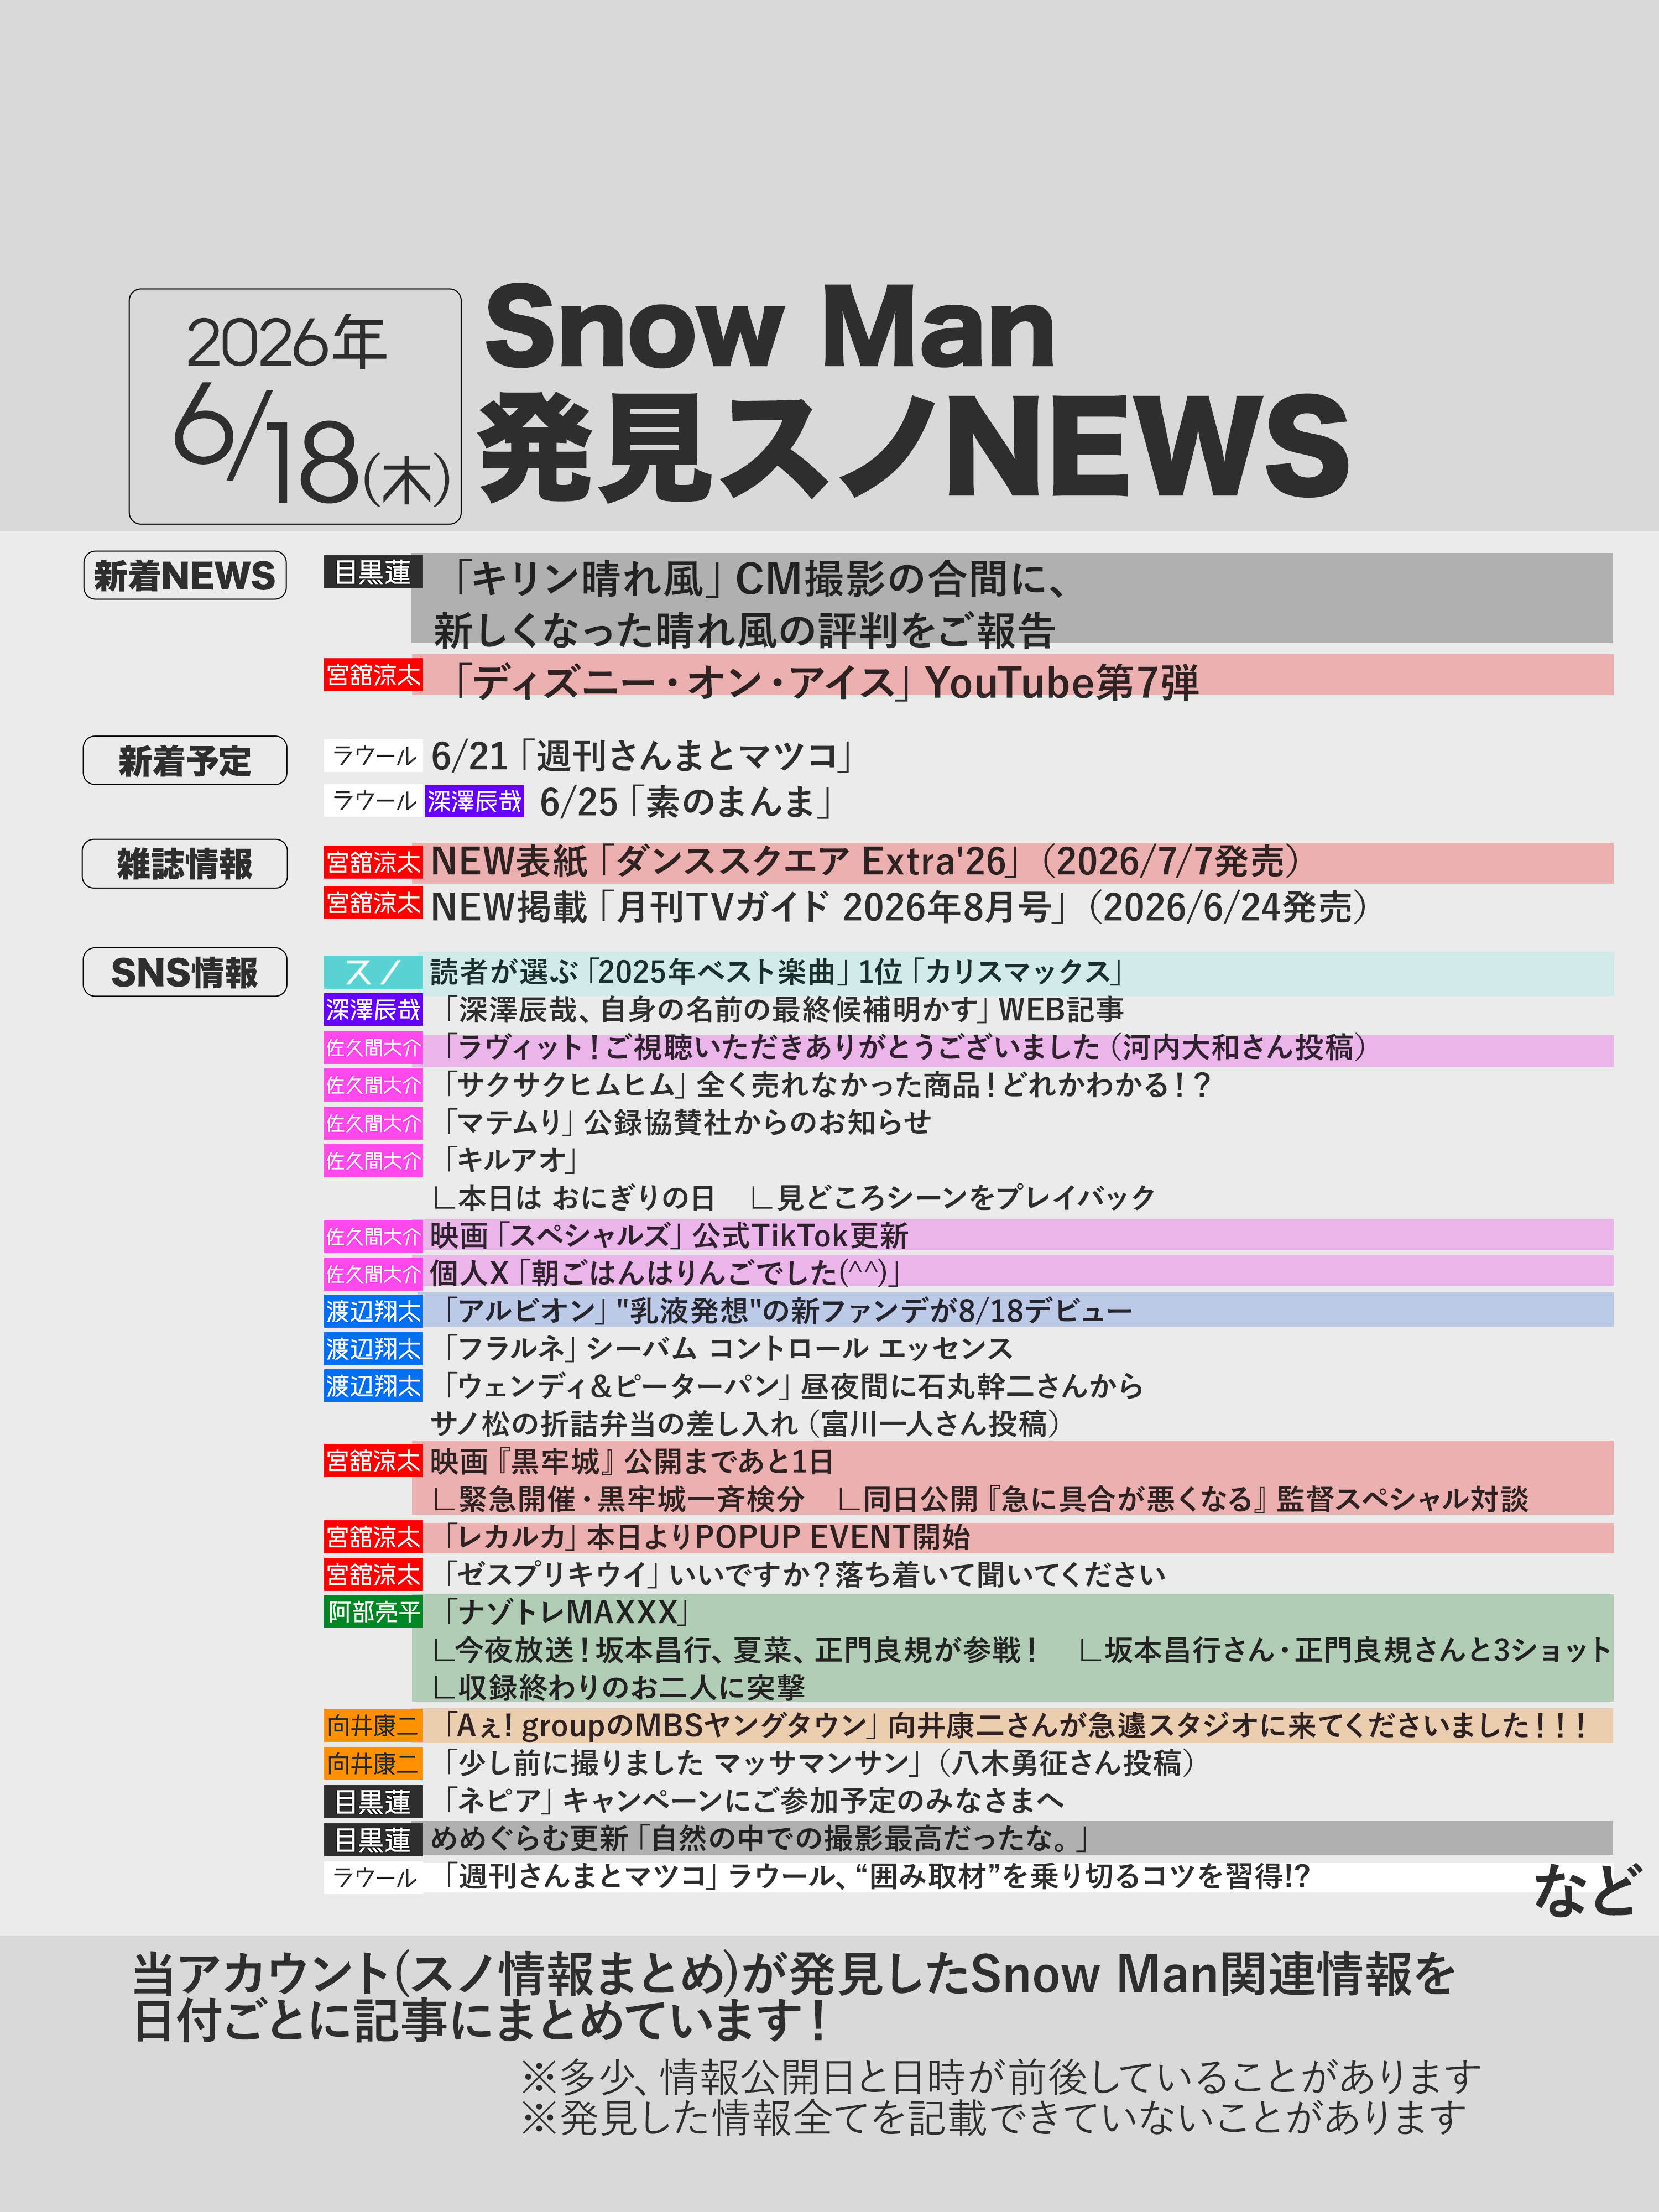 2026年
6/18(木)
Snow Man
発見スノNEWS
新着NEWS
目黒蓮 「キリン晴れ風」CM撮影の合間に、
新しくなった晴れ風の評判をご報告
宮舘涼太 「ディズニー・オン・アイス」YouTube第7弾
新着予定
ラウール 6/21「週刊さんまとマツコ」
ラウール 深澤辰哉 6/25「素のまんま」
雑誌情報
宮舘涼太 NEW表紙「ダンススクエア Extra'26」（2026/7/7発売）
宮舘涼太 NEW掲載「月刊TVガイド 2026年8月号」（2026/6/24発売）
SNS情報
スノ 読者が選ぶ「2025年ベスト楽曲」1位「カリスマックス」
深澤辰哉 「深澤辰哉、自身の名前の最終候補明かす」WEB記事
佐久間大介 「ラヴィット！ご視聴いただきありがとうございました（河内大和さん投稿）
佐久間大介 「サクサクヒムヒム」全く売れなかった商品！どれかわかる！？
佐久間大介 「マテムり」公録協賛社からのお知らせ
佐久間大介 「キルアオ」
∟本日は おにぎりの日 ∟見どころシーンをプレイバック
佐久間大介 映画「スペシャルズ」公式TikTok更新
佐久間大介 個人X「朝ごはんはりんごでした(^^)」
渡辺翔太 「アルビオン」"乳液発想"の新ファンデが8/18デビュー
渡辺翔太 「フラルネ」シーバム コントロール エッセンス
渡辺翔太 「ウェンディ&ピーターパン」昼夜間に石丸幹二さんから
サノ松の折詰弁当の差し入れ（富川一人さん投稿）
宮舘涼太 映画『黒牢城』公開まであと1日
∟緊急開催・黒牢城一斉検分 ∟同日公開『急に具合が悪くなる』監督スペシャル対談
宮舘涼太 「レカルカ」本日よりPOPUP EVENT開始
宮舘涼太 「ゼスプリキウイ」いいですか？落ち着いて聞いてください
阿部亮平 「ナゾトレMAXXX」
∟今夜放送！坂本昌行、夏菜、正門良規が参戦！ ∟坂本昌行さん・正門良規さんと3ショット
∟収録終わりのお二人に突撃
向井康二 「Aぇ! groupのMBSヤングタウン」向井康二さんが急遽スタジオに来てくださいました！！！
向井康二 「少し前に撮りました マッサマンサン」（八木勇征さん投稿）
目黒蓮 「ネピア」キャンペーンにご参加予定のみなさまへ
目黒蓮 めめぐらむ更新「自然の中での撮影最高だったな。」
ラウール 「週刊さんまとマツコ」ラウール、“囲み取材”を乗り切るコツを習得!?
など
当アカウント(スノ情報まとめ)が発見したSnow Man関連情報を
日付ごとに記事にまとめています！
※多少、情報公開日と日時が前後していることがあります
※発見した情報全てを記載できていないことがあります